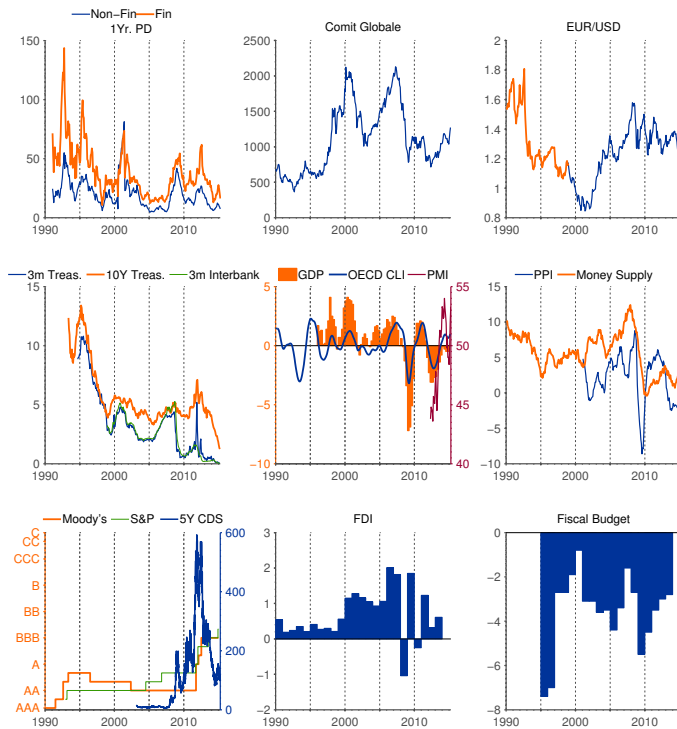 Non−Fin Fin
1Yr. PD
150
100
50
0
1990 2000 2010
Comit Globale
2500
2000
1500
1000
500
0
1990 2000 2010
EUR/USD
2
1.8
1.6
1.4
1.2
1
0.8
1990 2000 2010
3m Treas. 10Y Treas. 3m Interbank
15
10
5
0
1990 2000 2010
GDP OECD CLI PMI
5 55
0 50
−5 45
−10 40
1990 2000 2010
PPI Money Supply
15
10
5
0
−5
−10
1990 2000 2010
Moody's S&P 5Y CDS
C 600
CC
CCC
B 400
BB
BBB
A 200
AA
AAA 0
1990 2000 2010
FDI
3
2
1
0
−1
−2
1990 2000 2010
Fiscal Budget
0
−2
−4
−6
−8
1990 2000 2010